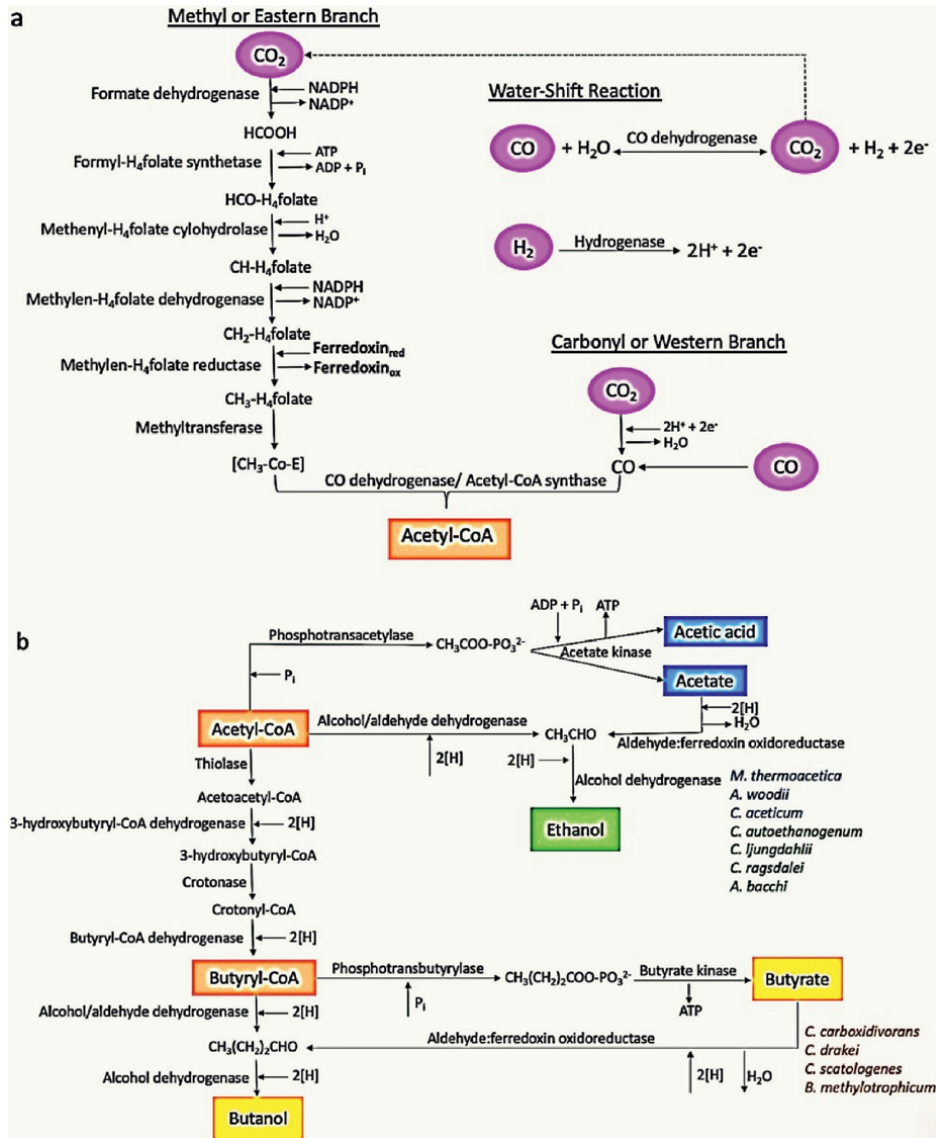 a
Methyl or Eastern Branch
CO2
Formate dehydrogenase
NADPH
NADP+
HCOOH
Formyl-H4folate synthetase
ATP
ADP + Pi
HCO-H4folate
Methenyl-H4folate cylohydrolase
H+
H2O
CH-H4folate
Methylen-H4folate dehydrogenase
NADPH
NADP+
CH2-H4folate
Methylen-H4folate reductase
Ferredoxinred
Ferredoxinox
CH3-H4folate
Methyltransferase
[CH3-Co-E]
Water-Shift Reaction
CO + H2O CO dehydrogenase CO2 + H2 + 2e-
H2 Hydrogenase 2H+ + 2e-
Carbonyl or Western Branch
CO2
2H+ + 2e-
H2O
CO
CO
CO dehydrogenase/ Acetyl-CoA synthase
Acetyl-CoA
b
Phosphotransacetylase
Pi
CH3COO-PO32-
ADP + Pi
ATP
Acetate kinase
Acetic acid
Acetate
2[H]
H2O
Aldehyde:ferredoxin oxidoreductase
Acetyl-CoA
Alcohol/aldehyde dehydrogenase
2[H]
CH3CHO
2[H]
Alcohol dehydrogenase
Ethanol
M. thermoacetica
A. woodii
C. aceticum
C. autoethanogenum
C. ljungdahlii
C. ragsdalei
A. bacchi
Thiolase
Acetoacetyl-CoA
3-hydroxybutyryl-CoA dehydrogenase
2[H]
3-hydroxybutyryl-CoA
Crotonase
Crotonyl-CoA
Butyryl-CoA dehydrogenase
2[H]
Butyryl-CoA
Phosphotransbutyrylase
Pi
CH3(CH2)2COO-PO32-
Butyrate kinase
ATP
Butyrate
Alcohol/aldehyde dehydrogenase
2[H]
CH3(CH2)2CHO
Aldehyde:ferredoxin oxidoreductase
2[H]
H2O
Alcohol dehydrogenase
2[H]
Butanol
C. carboxidivorans
C. drakei
C. scatologenes
B. methylotrophicum